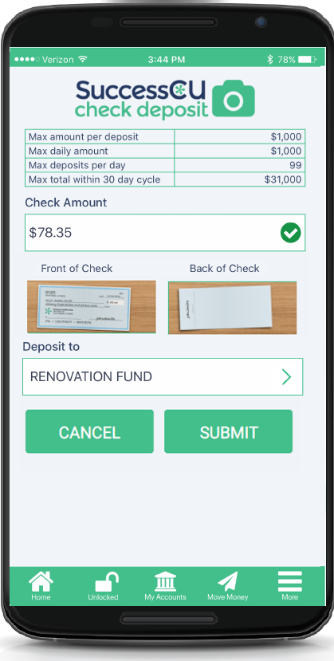 Verizon 3:44 PM 78%
SuccessCU
check deposit
Max amount per deposit $1,000
Max daily amount $1,000
Max deposits per day 99
Max total within 30 day cycle $31,000
Check Amount
$78.35
Front of Check Back of Check
Deposit to
RENOVATION FUND
CANCEL SUBMIT
Home Unlocked My Accounts Move Money More